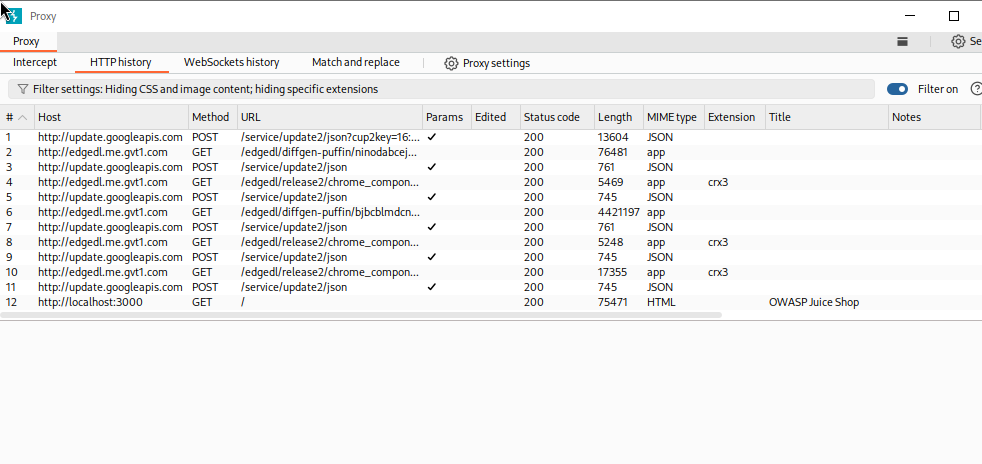 Proxy
Proxy Se
Intercept HTTP history WebSockets history Match and replace Proxy settings
Filter settings: Hiding CSS and image content; hiding specific extensions Filter on
# Host Method URL Params Edited Status code Length MIME type Extension Title Notes
1 http://update.googleapis.com POST /service/update2/json?cup2key=16:... ✓ 200 13604 JSON
2 http://edgedl.me.gvt1.com GET /edgedl/diffgen-puffin/ninodabcej... 200 76481 app
3 http://update.googleapis.com POST /service/update2/json ✓ 200 761 JSON
4 http://edgedl.me.gvt1.com GET /edgedl/release2/chrome_compon... 200 5469 app crx3
5 http://update.googleapis.com POST /service/update2/json ✓ 200 745 JSON
6 http://edgedl.me.gvt1.com GET /edgedl/diffgen-puffin/bjbcblmdcn... 200 4421197 app
7 http://update.googleapis.com POST /service/update2/json ✓ 200 761 JSON
8 http://edgedl.me.gvt1.com GET /edgedl/release2/chrome_compon... 200 5248 app crx3
9 http://update.googleapis.com POST /service/update2/json ✓ 200 745 JSON
10 http://edgedl.me.gvt1.com GET /edgedl/release2/chrome_compon... 200 17355 app crx3
11 http://update.googleapis.com POST /service/update2/json ✓ 200 745 JSON
12 http://localhost:3000 GET / 200 75471 HTML OWASP Juice Shop